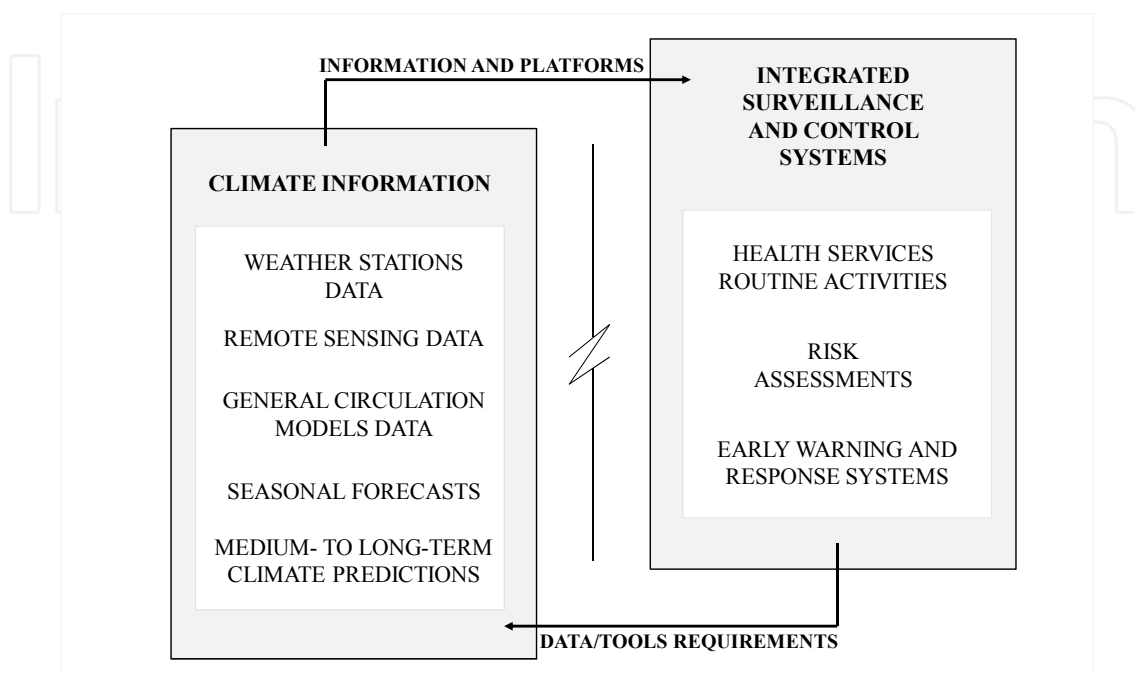 INFORMATION AND PLATFORMS
CLIMATE INFORMATION
WEATHER STATIONS
DATA
REMOTE SENSING DATA
GENERAL CIRCULATION
MODELS DATA
SEASONAL FORECASTS
MEDIUM- TO LONG-TERM
CLIMATE PREDICTIONS
INTEGRATED
SURVEILLANCE
AND CONTROL
SYSTEMS
HEALTH SERVICES
ROUTINE ACTIVITIES
RISK
ASSESSMENTS
EARLY WARNING AND
RESPONSE SYSTEMS
DATA/TOOLS REQUIREMENTS